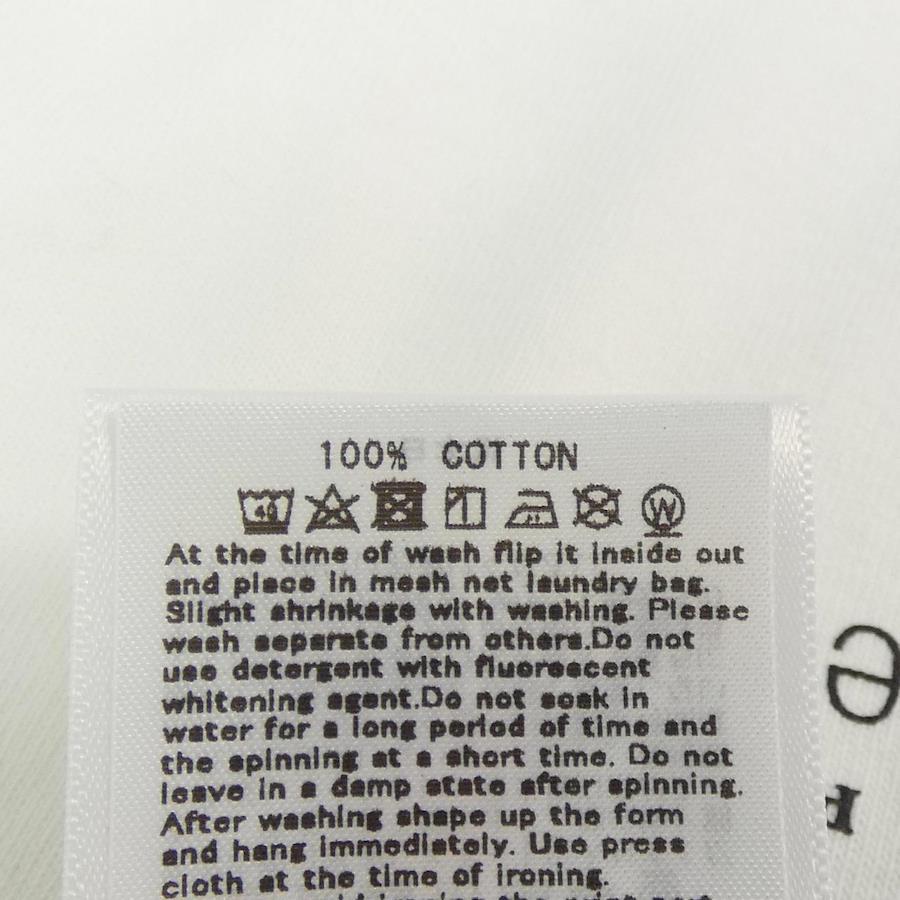 100% COTTON
40
W
At the time of wash flip it inside out
and place in mesh net laundry bag.
Slight shrinkage with washing. Please
wash separate from others.Do not
use detergent with fluorescent
whitening agent.Do not soak in
water for a long period of time and
the spinning at a short time. Do not
leave in a damp state after spinning.
After washing shape up the form
and hang immediately. Use press
cloth at the time of ironing.